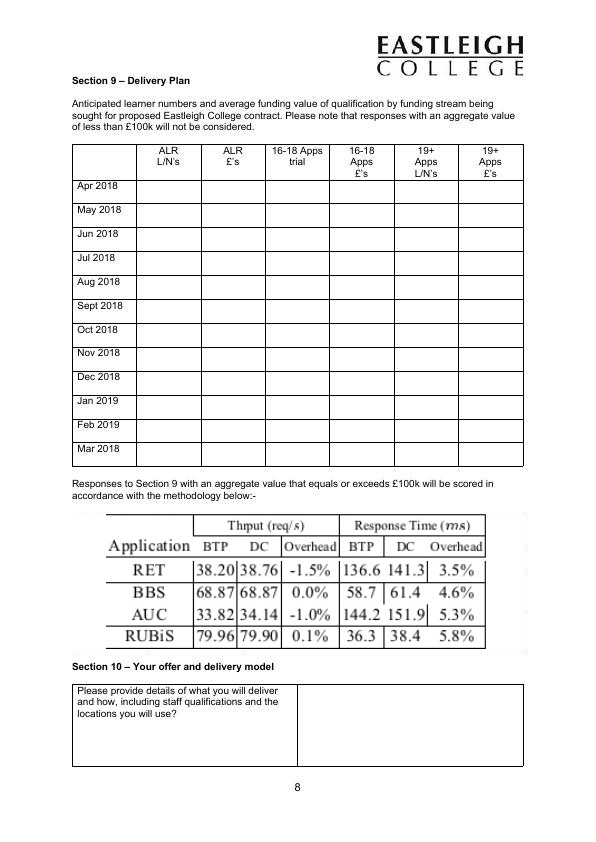 EASTLEIGH
COLLEGE
Section 9 – Delivery Plan
Anticipated learner numbers and average funding value of qualification by funding stream being
sought for proposed Eastleigh College contract. Please note that responses with an aggregate value
of less than £100k will not be considered.
ALR L/N's ALR £'s 16-18 Apps trial 16-18 Apps £'s 19+ Apps L/N's 19+ Apps £'s
Apr 2018
May 2018
Jun 2018
Jul 2018
Aug 2018
Sept 2018
Oct 2018
Nov 2018
Dec 2018
Jan 2019
Feb 2019
Mar 2018
Responses to Section 9 with an aggregate value that equals or exceeds £100k will be scored in
accordance with the methodology below:-
Thrput (req/s) Response Time (ms)
Application BTP DC Overhead BTP DC Overhead
RET 38.20 38.76 -1.5% 136.6 141.3 3.5%
BBS 68.87 68.87 0.0% 58.7 61.4 4.6%
AUC 33.82 34.14 -1.0% 144.2 151.9 5.3%
RUBiS 79.96 79.90 0.1% 36.3 38.4 5.8%
Section 10 – Your offer and delivery model
Please provide details of what you will deliver
and how, including staff qualifications and the
locations you will use?
8